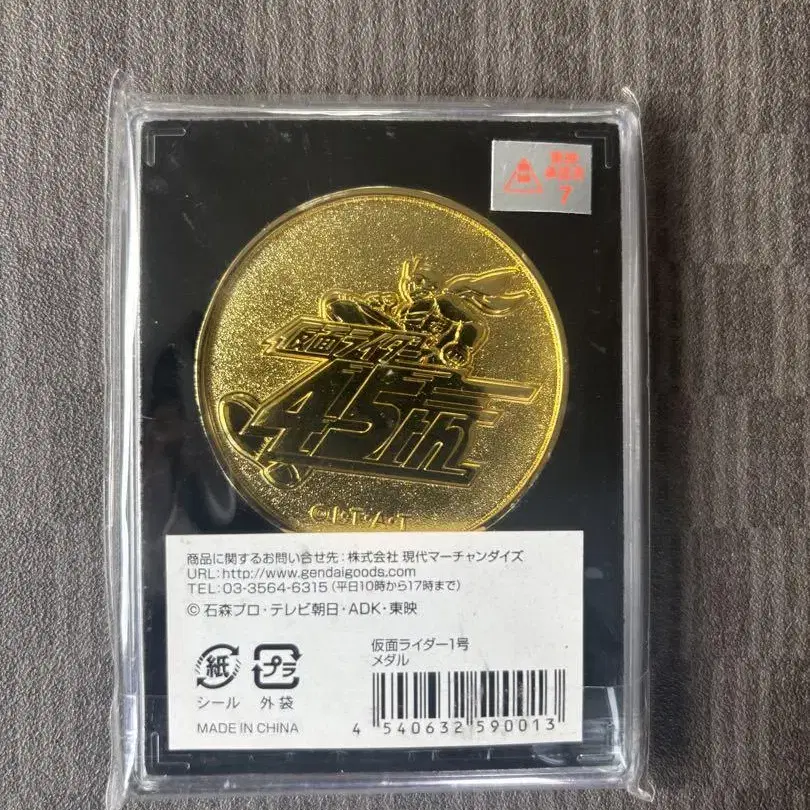 仮面ライダー
45th
©I・T・A・T
商品に関するお問い合せ先：株式会社 現代マーチャンダイズ
URL:http://www.gendaigoods.com
TEL：03-3564-6315 (平日10時から17時まで)
© 石森プロ・テレビ朝日・ADK・東映
紙
プラ
シール
外袋
仮面ライダー1号
メダル
MADE IN CHINA
4 540632 590013